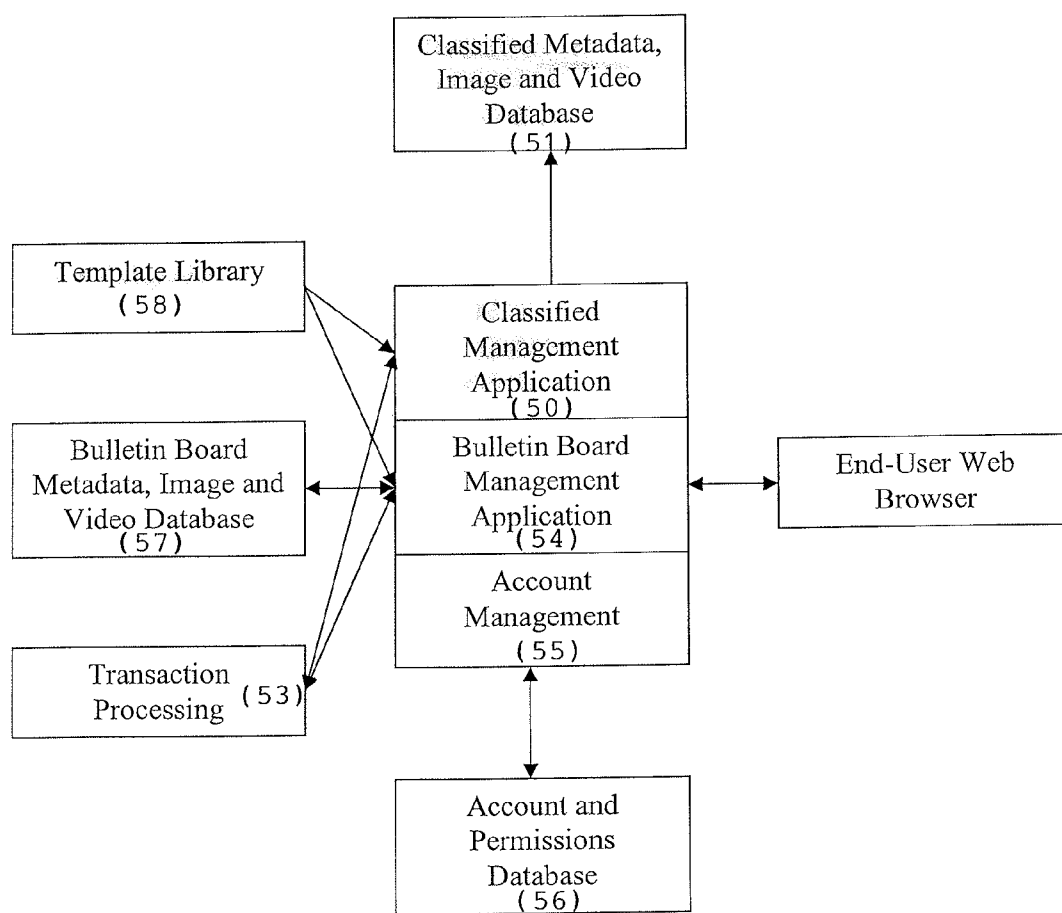 Classified Metadata,
Image and Video
Database
(51)
Template Library
(58)
Classified
Management
Application
(50)
Bulletin Board
Metadata, Image and
Video Database
(57)
Bulletin Board
Management
Application
(54)
End-User Web
Browser
Account
Management
(55)
Transaction
Processing
(53)
Account and
Permissions
Database
(56)